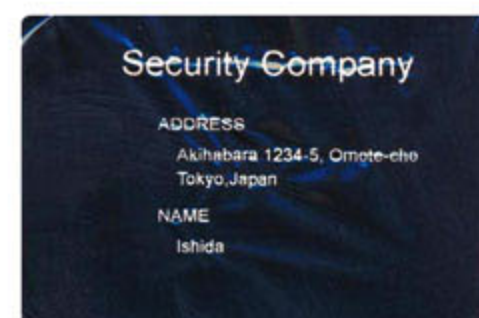 Security Company
ADDRESS
Akihabara 1234-5, Omote-cho
Tokyo,Japan
NAME
Ishida